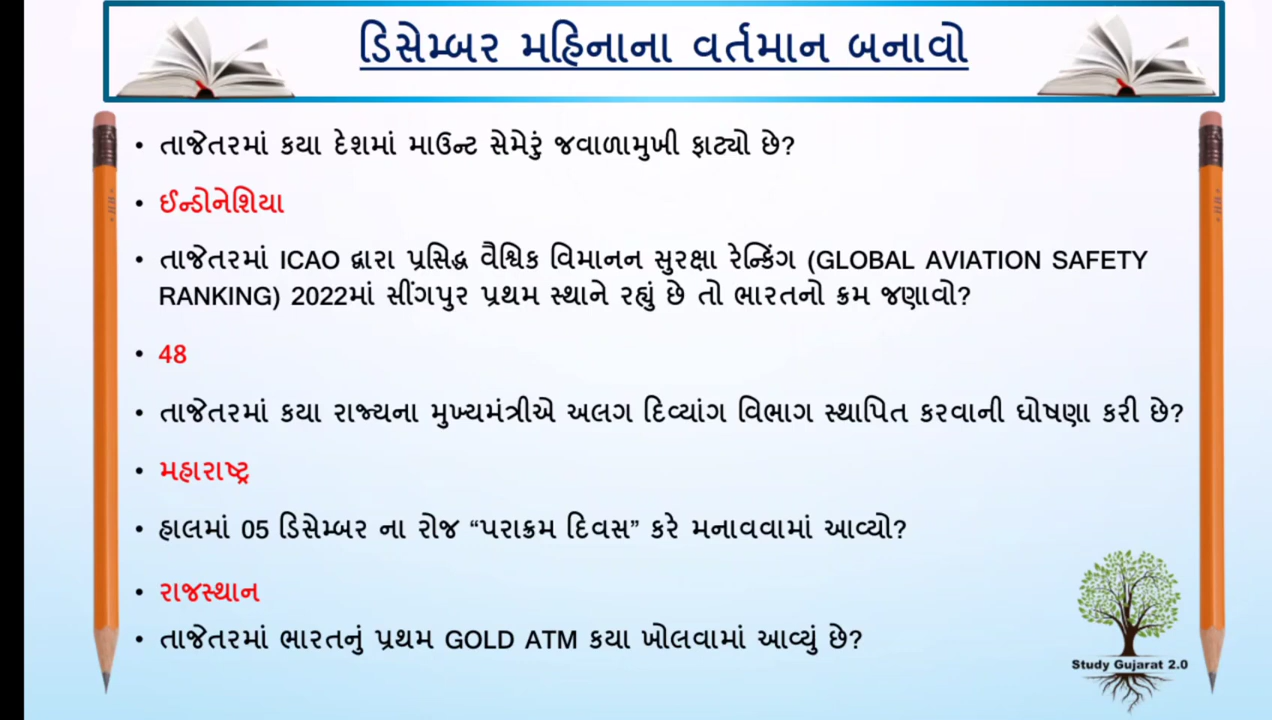 ડિસેમ્બર મહિનાના વર્તમાન બનાવો
• તાજેતરમાં કયા દેશમાં માઉન્ટ સેમેરું જવાળામુખી ફાટ્યો છે?
• ઈન્ડોનેશિયા
• તાજેતરમાં ICAO દ્વારા પ્રસિદ્ધ વૈશ્વિક વિમાનન સુરક્ષા રેન્કિંગ (GLOBAL AVIATION SAFETY
RANKING) 2022માં સીંગપુર પ્રથમ સ્થાને રહ્યું છે તો ભારતનો ક્રમ જણાવો?
• 48
• તાજેતરમાં કયા રાજ્યના મુખ્યમંત્રીએ અલગ દિવ્યાંગ વિભાગ સ્થાપિત કરવાની ઘોષણા કરી છે?
• મહારાષ્ટ્ર
• હાલમાં 05 ડિસેમ્બર ના રોજ “પરાક્રમ દિવસ” કરે મનાવવામાં આવ્યો?
• રાજસ્થાન
• તાજેતરમાં ભારતનું પ્રથમ GOLD ATM કયા ખોલવામાં આવ્યું છે?
Study Gujarat 2.0